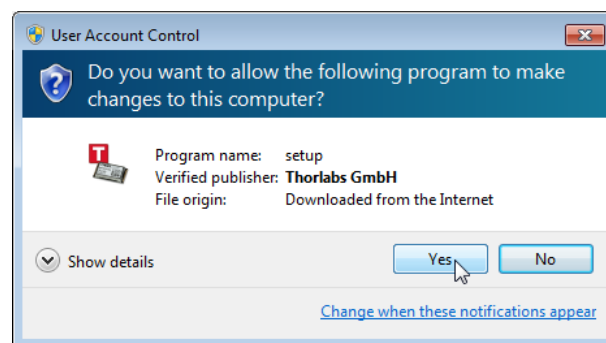 User Account Control
Do you want to allow the following program to make
changes to this computer?
T
Program name: setup
Verified publisher: Thorlabs GmbH
File origin: Downloaded from the Internet
Show details
Yes
No
Change when these notifications appear